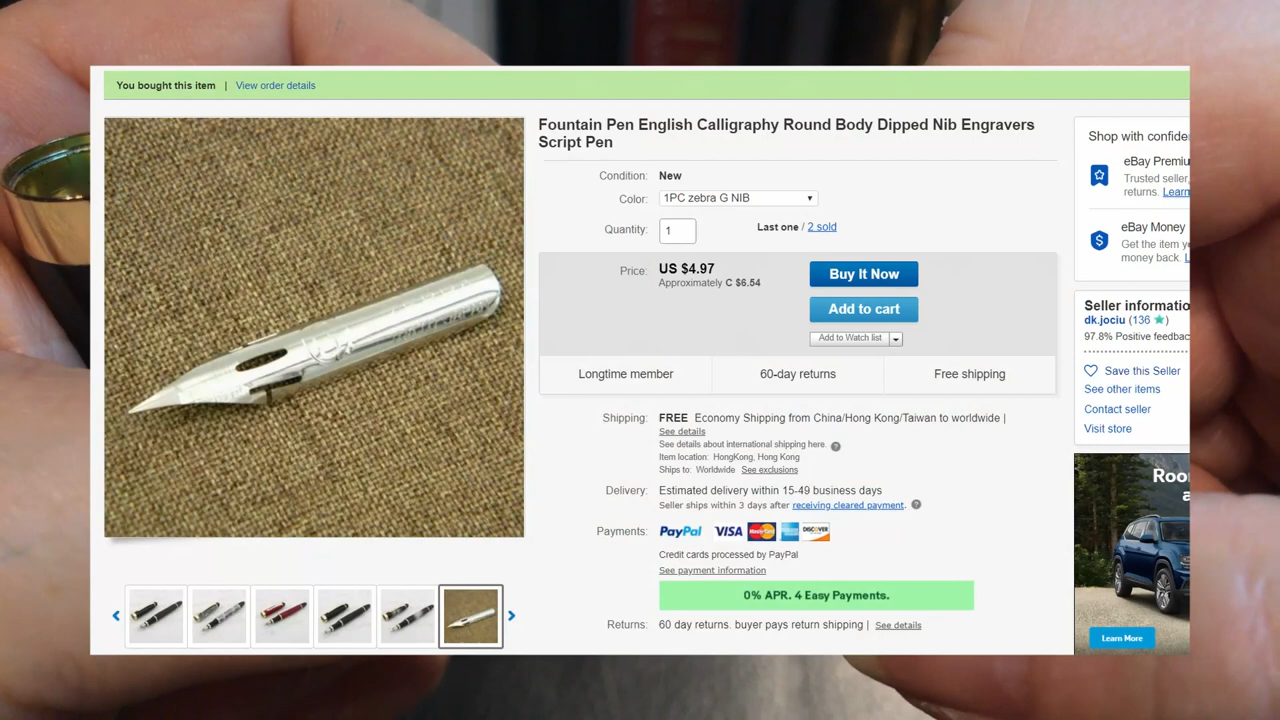 You bought this item | View order details
Fountain Pen English Calligraphy Round Body Dipped Nib Engravers
Script Pen
Condition: New
Color: 1PC zebra G NIB
Quantity: 1 Last one / 2 sold
Price: US $4.97
Approximately C $6.54
Buy It Now
Add to cart
Add to Watch list
Longtime member 60-day returns Free shipping
Shipping: FREE Economy Shipping from China/Hong Kong/Taiwan to worldwide |
See details
See details about international shipping here.
Item location: HongKong, Hong Kong
Ships to: Worldwide See exclusions
Delivery: Estimated delivery within 15-49 business days
Seller ships within 3 days after receiving cleared payment.
Payments: PayPal VISA MasterCard DISCOVER
Credit cards processed by PayPal
See payment information
0% APR. 4 Easy Payments.
Returns: 60 day returns. buyer pays return shipping | See details
Shop with confide
eBay Premiu
Trusted seller,
returns. Learn
eBay Money
Get the item y
money back. L
Seller informatio
dk.jociu (136)
97.8% Positive feedbac
Save this Seller
See other items
Contact seller
Visit store
Roo
a
Learn More